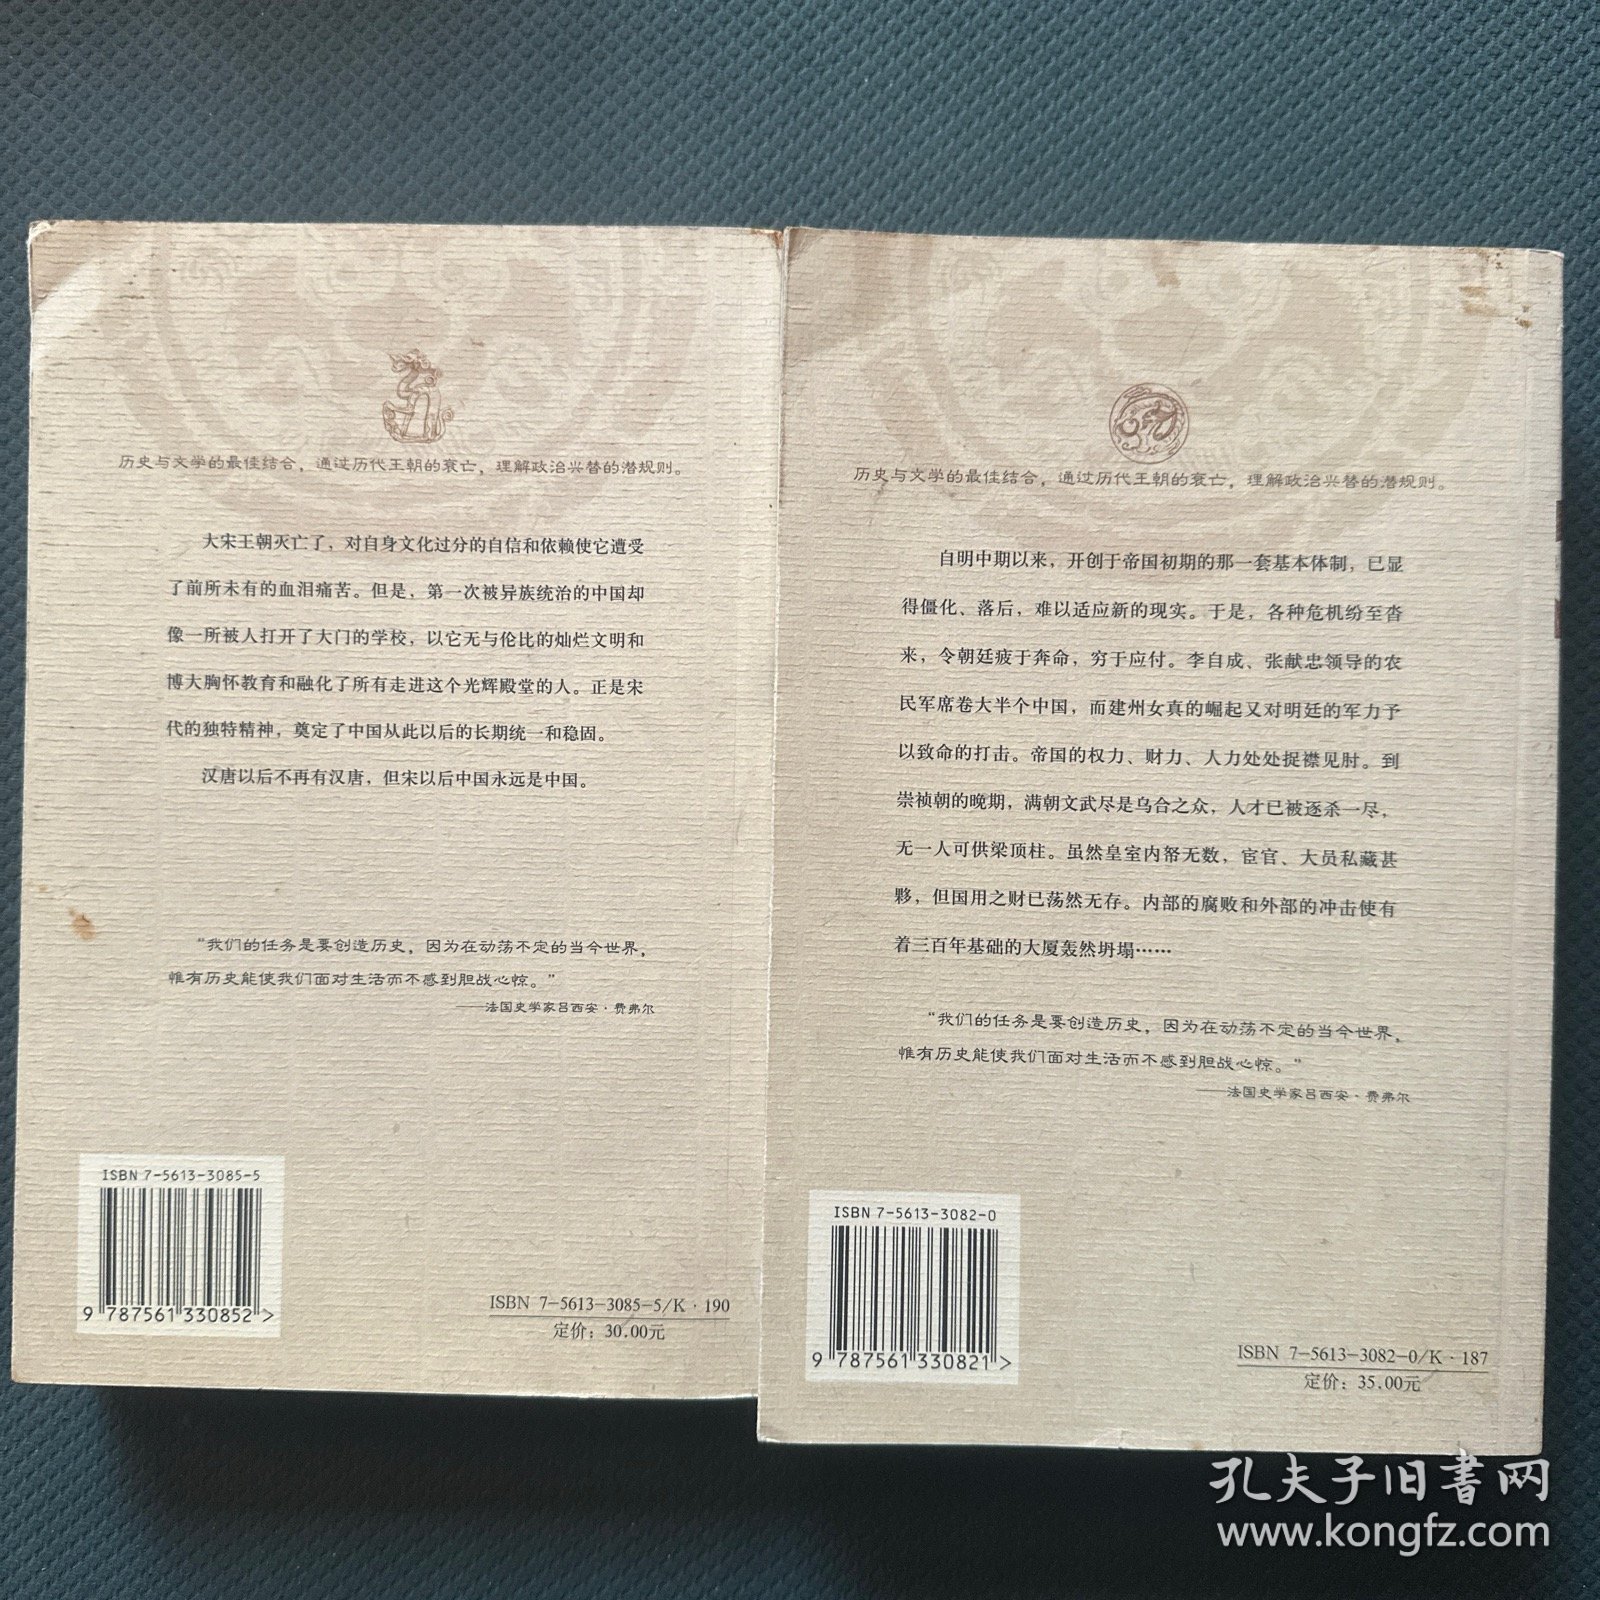 历史与文学的最佳结合，通过历代王朝的衰亡，理解政治兴替的潜规则。
大宋王朝灭亡了，对自身文化过分的自信和依赖使它遭受
了前所未有的血泪痛苦。但是，第一次被异族统治的中国却
像一所被人打开了大门的学校，以它无与伦比的灿烂文明和
博大胸怀教育和融化了所有走进这个光辉殿堂的人。正是宋
代的独特精神，奠定了中国从此以后的长期统一和稳固。
汉唐以后不再有汉唐，但宋以后中国永远是中国。
“我们的任务是要创造历史，因为在动荡不定的当今世界，
惟有历史能使我们面对生活而不感到胆战心惊。”
——法国史学家吕西安·费弗尔
ISBN 7-5613-3085-5
9 787561 330852 >
ISBN 7-5613-3085-5/K·190
定价：30.00元
历史与文学的最佳结合，通过历代王朝的衰亡，理解政治兴替的潜规则。
自明中期以来，开创于帝国初期的那一套基本体制，已显
得僵化、落后，难以适应新的现实。于是，各种危机纷至沓
来，令朝廷疲于奔命，穷于应付。李自成、张献忠领导的农
民军席卷大半个中国，而建州女真的崛起又对明廷的军力予
以致命的打击。帝国的权力、财力、人力处处捉襟见肘。到
崇祯朝的晚期，满朝文武尽是乌合之众，人才已被逐杀一尽，
无一人可供梁顶柱。虽然皇室内帑无数，宦官、大员私藏甚
夥，但国用之财已荡然无存。内部的腐败和外部的冲击使有
着三百年基础的大厦轰然坍塌……
“我们的任务是要创造历史，因为在动荡不定的当今世界，
惟有历史能使我们面对生活而不感到胆战心惊。”
——法国史学家吕西安·费弗尔
ISBN 7-5613-3082-0
9 787561 330821 >
ISBN 7-5613-3082-0/K·187
定价：35.00元
孔夫子旧书网
www.kongfz.com